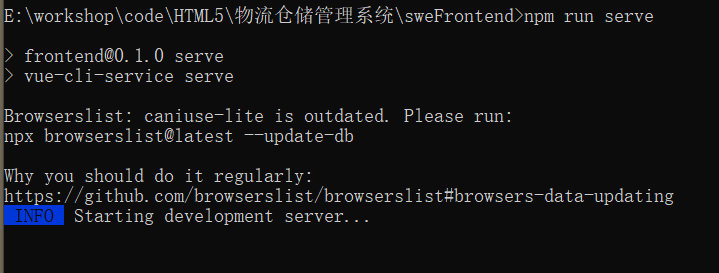 E:\workshop\code\HTML5\物流仓储管理系统\sweFrontend>npm run serve
> frontend@0.1.0 serve
> vue-cli-service serve
Browserslist: caniuse-lite is outdated. Please run:
npx browserslist@latest --update-db
Why you should do it regularly:
https://github.com/browserslist/browserslist#browsers-data-updating
INFO Starting development server...